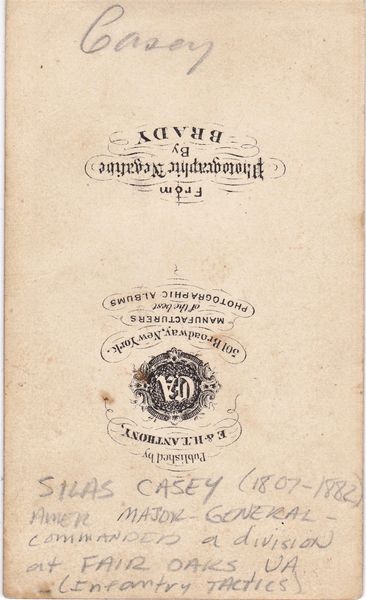 Casey
Published by
E. & H.T. ANTHONY,
501 Broadway, New York.
MANUFACTURERS
of the best
PHOTOGRAPHIC ALBUMS
From
Photographic Negative
By
BRADY
SILAS CASEY (1807-1882)
AMER MAJOR-GENERAL-
COMMANDED a division
at FAIR OAKS, VA
(Infantry TACTICS)